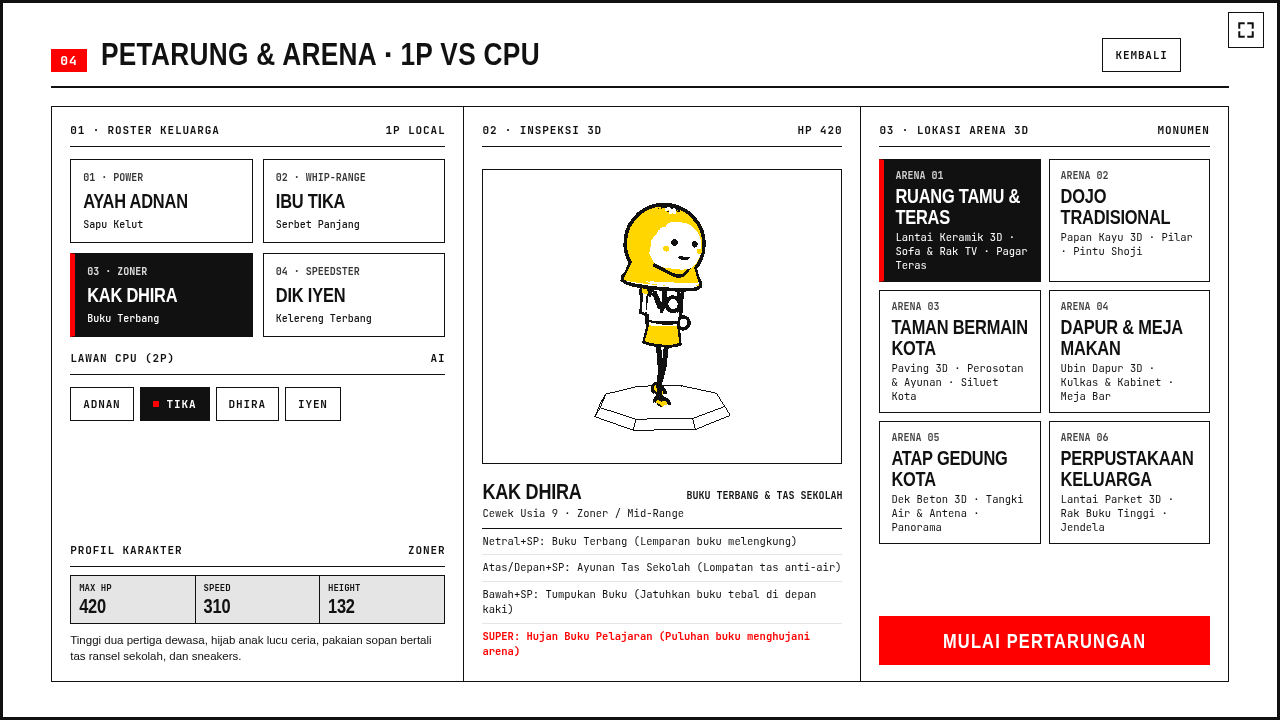 04 PETARUNG & ARENA · 1P VS CPU
KEMBALI
01 · ROSTER KELUARGA 1P LOCAL
01 · POWER
AYAH ADNAN
Sapu Kelut
02 · WHIP-RANGE
IBU TIKA
Serbet Panjang
03 · ZONER
KAK DHIRA
Buku Terbang
04 · SPEEDSTER
DIK IYEN
Kelereng Terbang
LAWAN CPU (2P) AI
ADNAN TIKA DHIRA IYEN
PROFIL KARAKTER ZONER
MAX HP
420
SPEED
310
HEIGHT
132
Tinggi dua pertiga dewasa, hijab anak lucu ceria, pakaian sopan bertali
tas ransel sekolah, dan sneakers.
02 · INSPEKSI 3D HP 420
KAK DHIRA BUKU TERBANG & TAS SEKOLAH
Cewek Usia 9 · Zoner / Mid-Range
Netral+SP: Buku Terbang (Lemparan buku melengkung)
Atas/Depan+SP: Ayunan Tas Sekolah (Lompatan tas anti-air)
Bawah+SP: Tumpukan Buku (Jatuhkan buku tebal di depan
kaki)
SUPER: Hujan Buku Pelajaran (Puluhan buku menghujani
arena)
03 · LOKASI ARENA 3D MONUMEN
ARENA 01
RUANG TAMU &
TERAS
Lantai Keramik 3D ·
Sofa & Rak TV · Pagar
Teras
ARENA 02
DOJO
TRADISIONAL
Papan Kayu 3D · Pilar
· Pintu Shoji
ARENA 03
TAMAN BERMAIN
KOTA
Paving 3D · Perosotan
& Ayunan · Siluet
Kota
ARENA 04
DAPUR & MEJA
MAKAN
Ubin Dapur 3D ·
Kulkas & Kabinet ·
Meja Bar
ARENA 05
ATAP GEDUNG
KOTA
Dek Beton 3D · Tangki
Air & Antena ·
Panorama
ARENA 06
PERPUSTAKAAN
KELUARGA
Lantai Parket 3D ·
Rak Buku Tinggi ·
Jendela
MULAI PERTARUNGAN